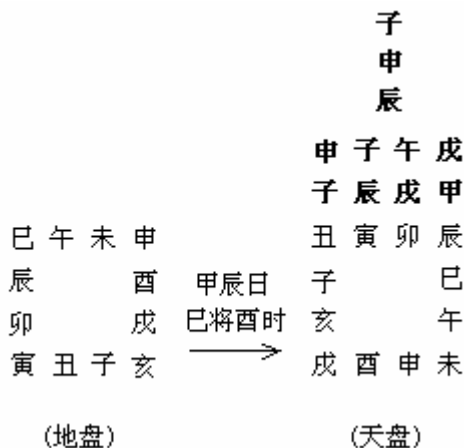 子
申
辰
申 子 午 戌
子 辰 戌 甲
巳 午 未 申
辰 酉
卯 戌
寅 丑 子 亥
(地盘)
甲辰日
巳将酉时
丑 寅 卯 辰
子 巳
亥 午
戌 酉 申 未
(天盘)